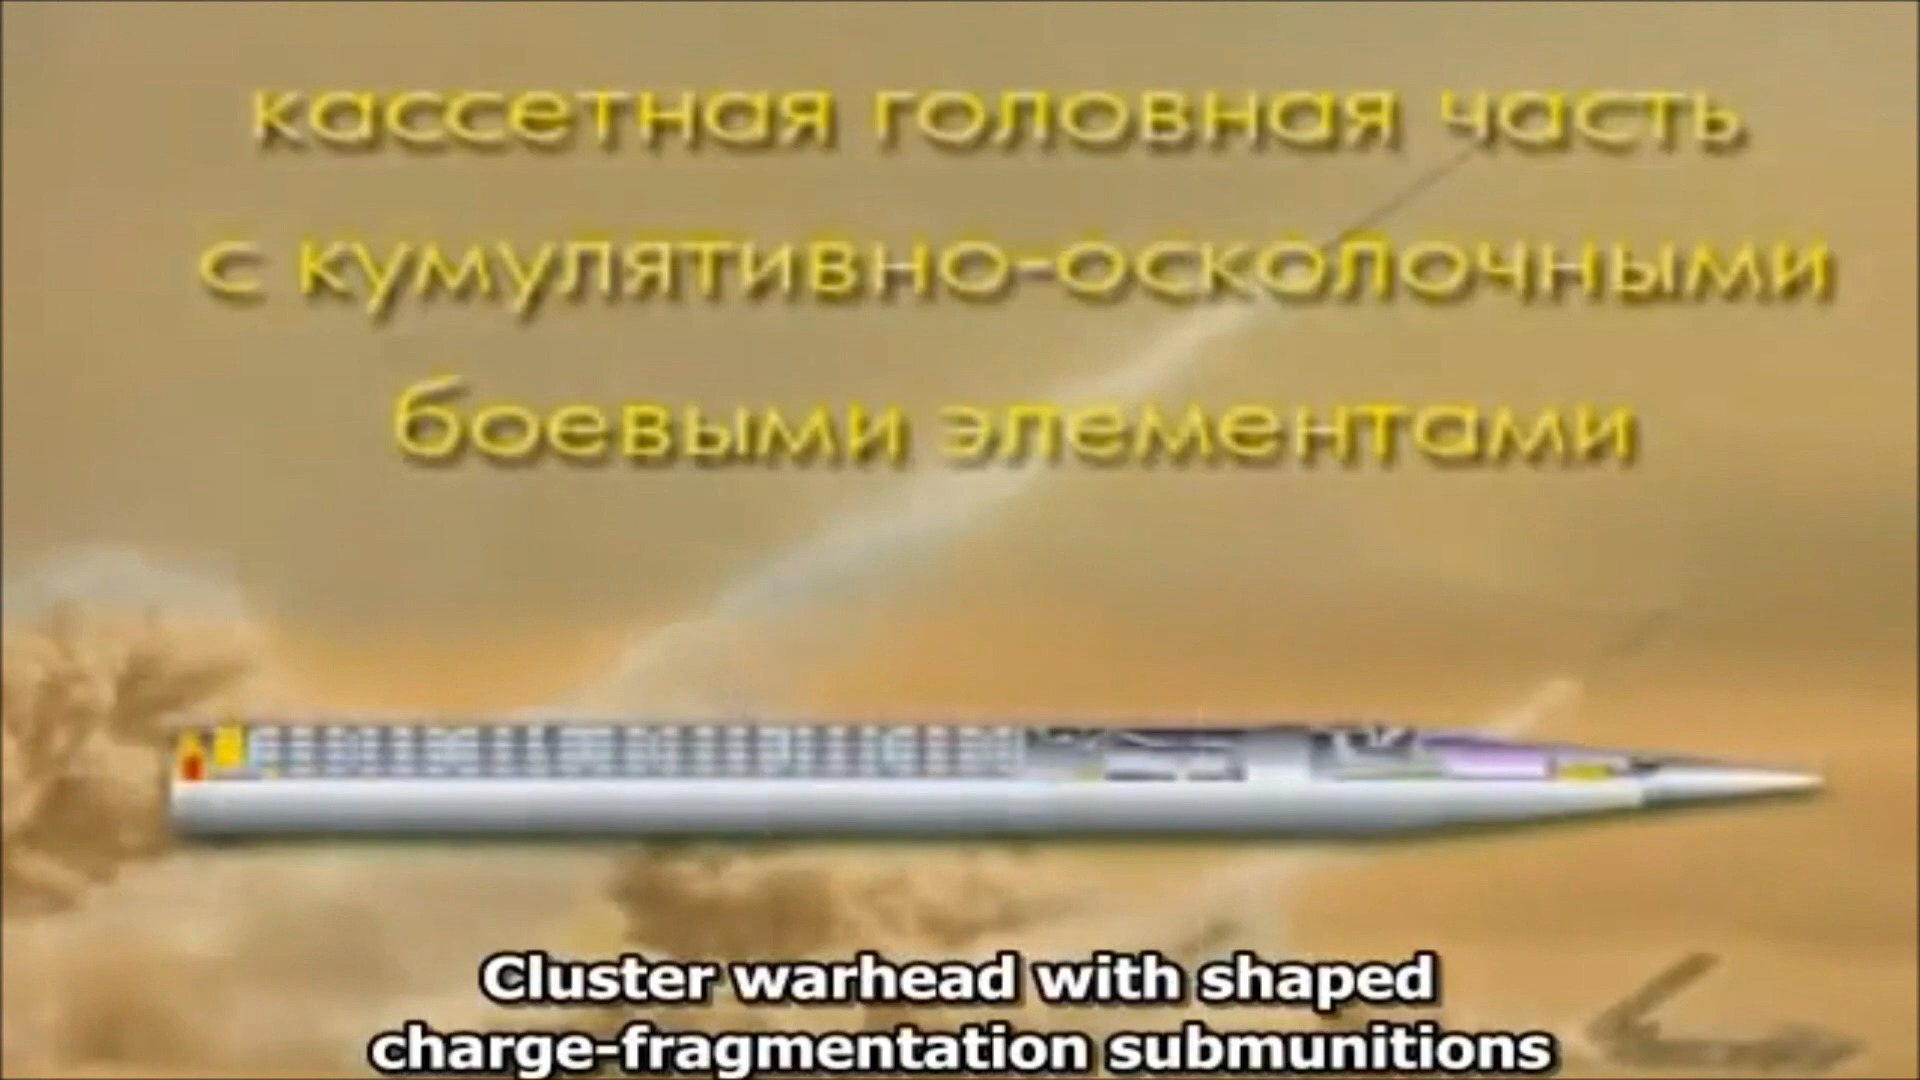 кассетная головная часть
с кумулятивно-осколочными
боевыми элементами
Cluster warhead with shaped
charge-fragmentation submunitions